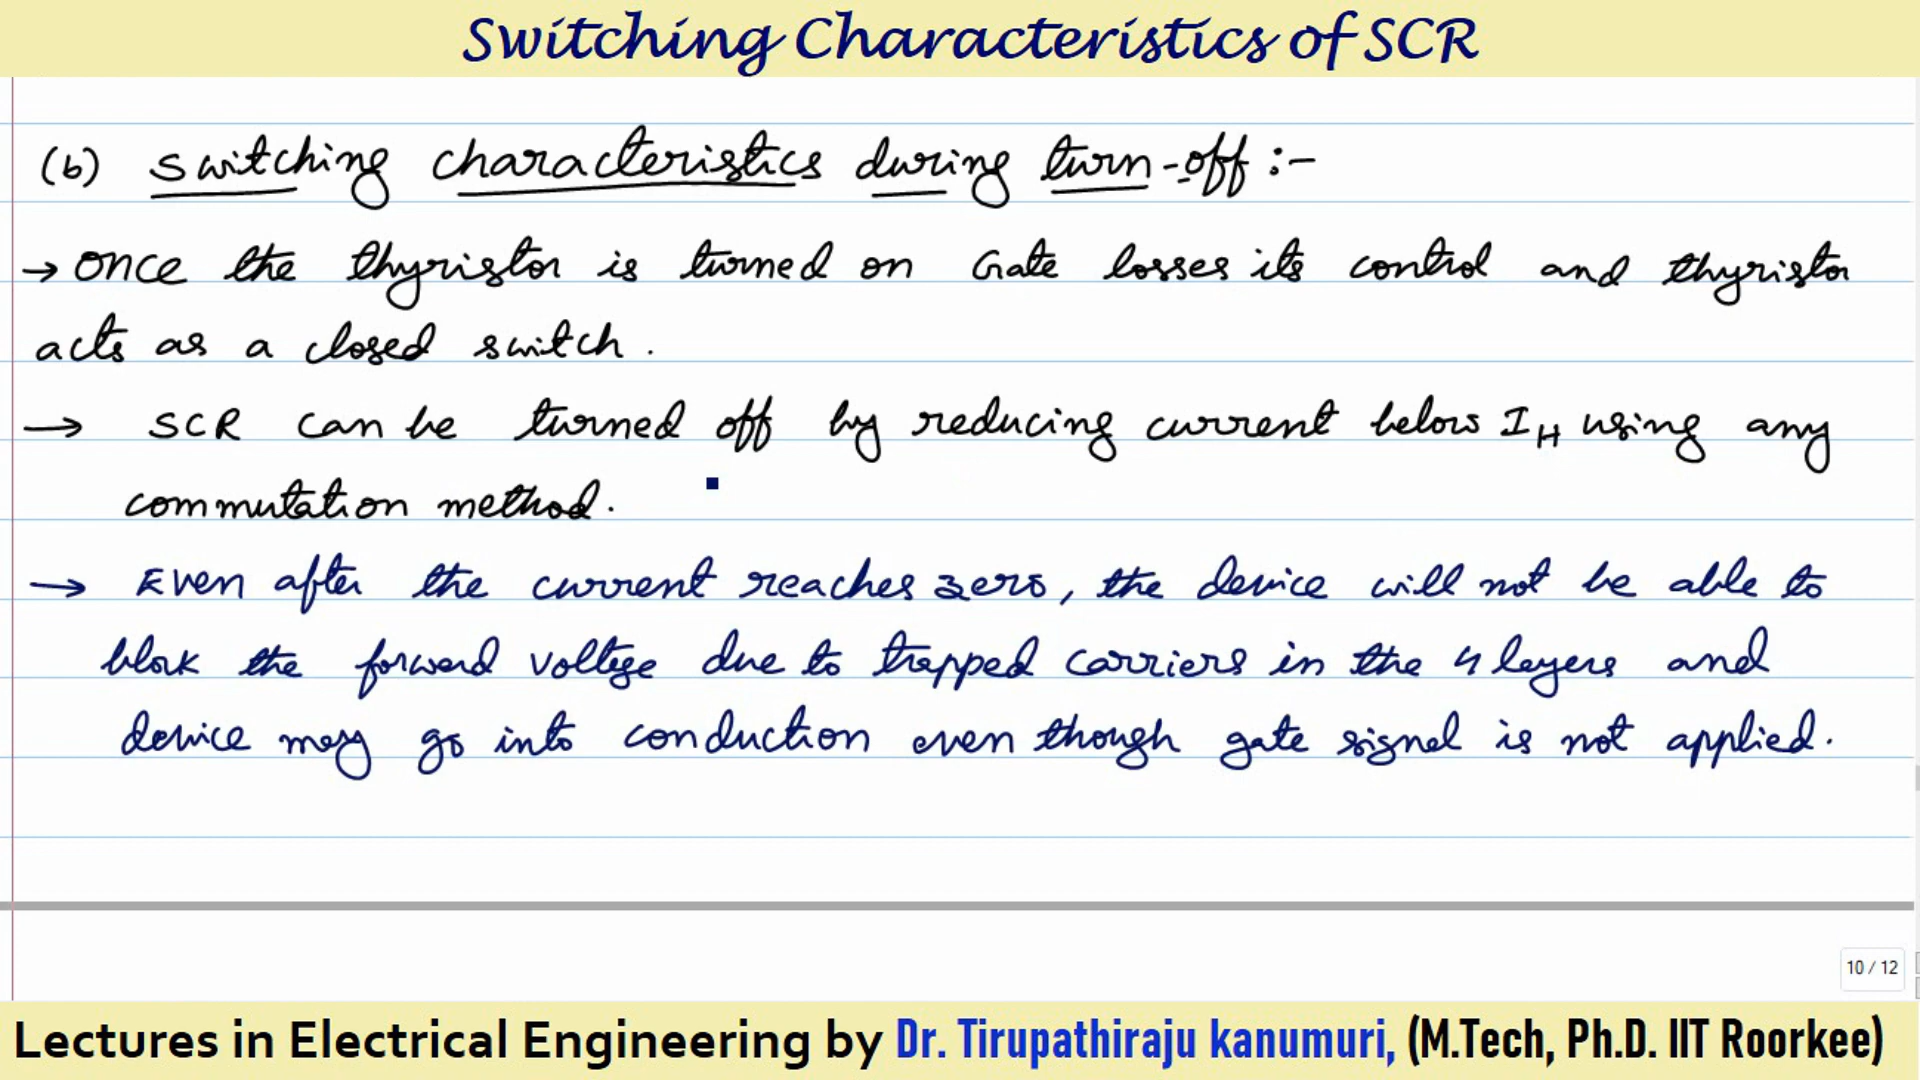 Switching Characteristics of SCR
(b) switching characteristics during turn-off :-
→ once the thyristor is turned on Gate losses its control and thyristor
acts as a closed switch.
→ SCR can be turned off by reducing current below I_H using any
commutation method.
→ Even after the current reaches zero, the device will not be able to
block the forward voltage due to trapped carriers in the 4 layers and
device may go into conduction even though gate signal is not applied.
10 / 12
Lectures in Electrical Engineering by Dr. Tirupathiraju kanumuri, (M.Tech, Ph.D. IIT Roorkee)